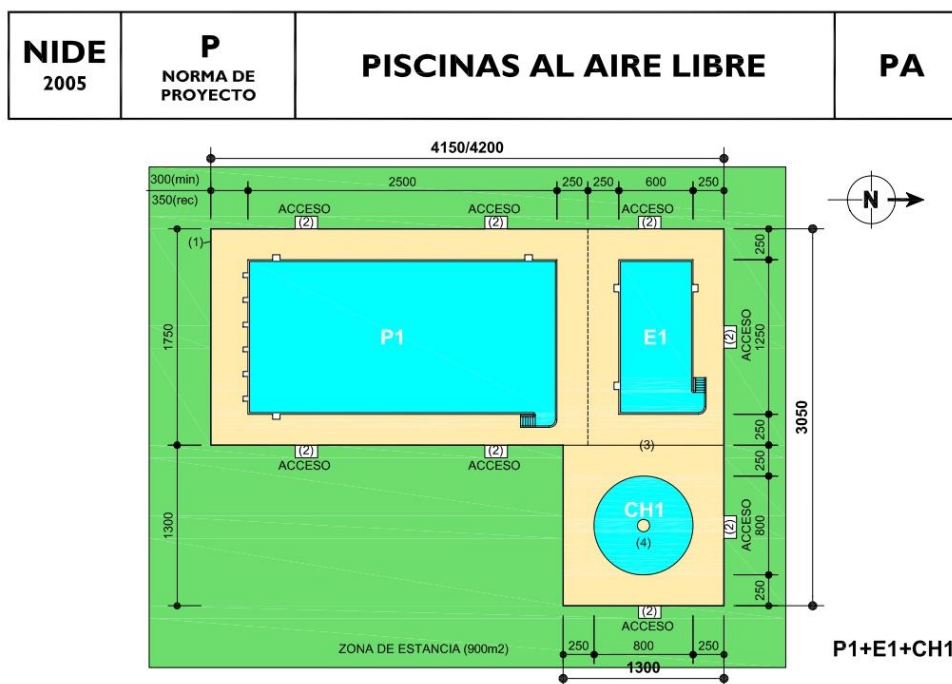 NIDE
2005
P
NORMA DE
PROYECTO
PISCINAS AL AIRE LIBRE
PA
4150/4200
300(min)
350(rec)
2500
250
250
600
250
N
ACCESO
(2)
ACCESO
(2)
ACCESO
(2)
(1)
250
1750
P1
E1
ACCESO
(2)
1250
3050
250
(3)
(2)
ACCESO
(2)
ACCESO
250
1300
CH1
(4)
ACCESO
(2)
800
250
(2)
ACCESO
ZONA DE ESTANCIA (900m2)
250
800
250
1300
P1+E1+CH1